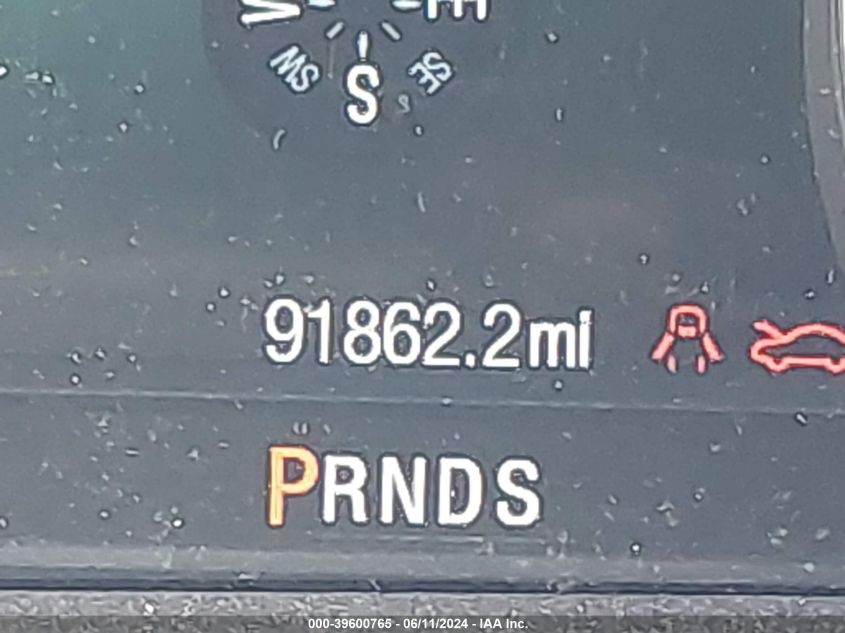 SW S SE
91862.2mi
PRNDS
000-39600765 - 06/11/2024 - IAA Inc.